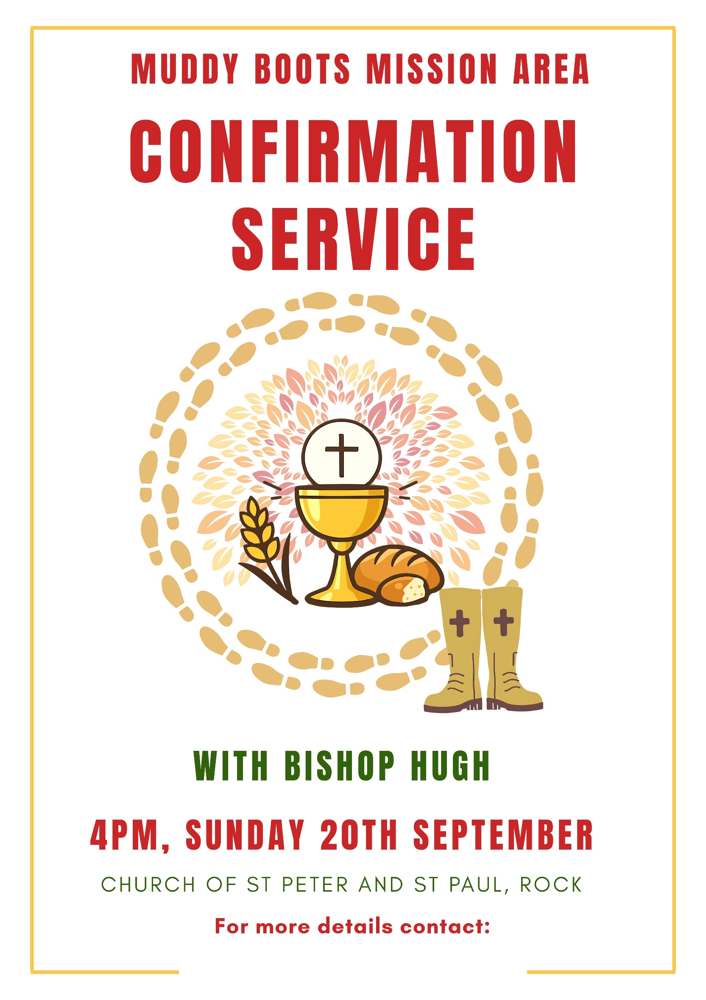 MUDDY BOOTS MISSION AREA
CONFIRMATION
SERVICE
WITH BISHOP HUGH
4PM, SUNDAY 20TH SEPTEMBER
CHURCH OF ST PETER AND ST PAUL, ROCK
For more details contact: